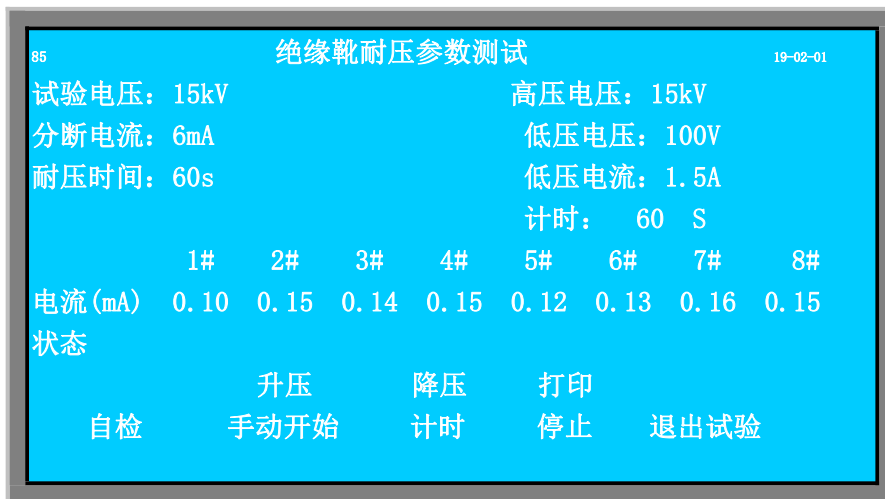 85 绝缘靴耐压参数测试 19-02-01
试验电压：15kV 高压电压：15kV
分断电流：6mA 低压电压：100V
耐压时间：60s 低压电流：1.5A
计时： 60 S
1# 2# 3# 4# 5# 6# 7# 8#
电流(mA) 0.10 0.15 0.14 0.15 0.12 0.13 0.16 0.15
状态
升压 降压 打印
自检 手动开始 计时 停止 退出试验